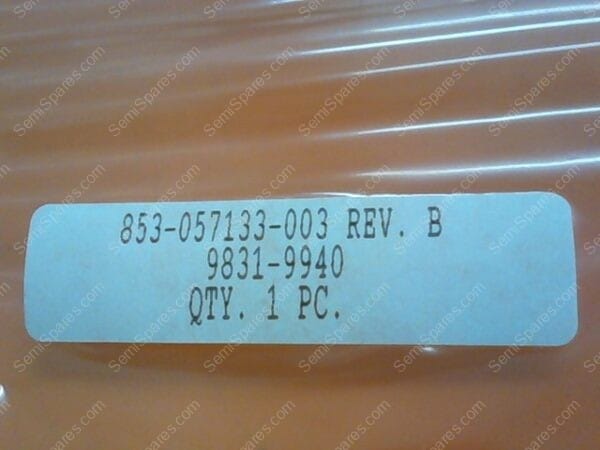 853-057133-003 REV. B
9831-9940
QTY. 1 PC.
SemiSpares.com